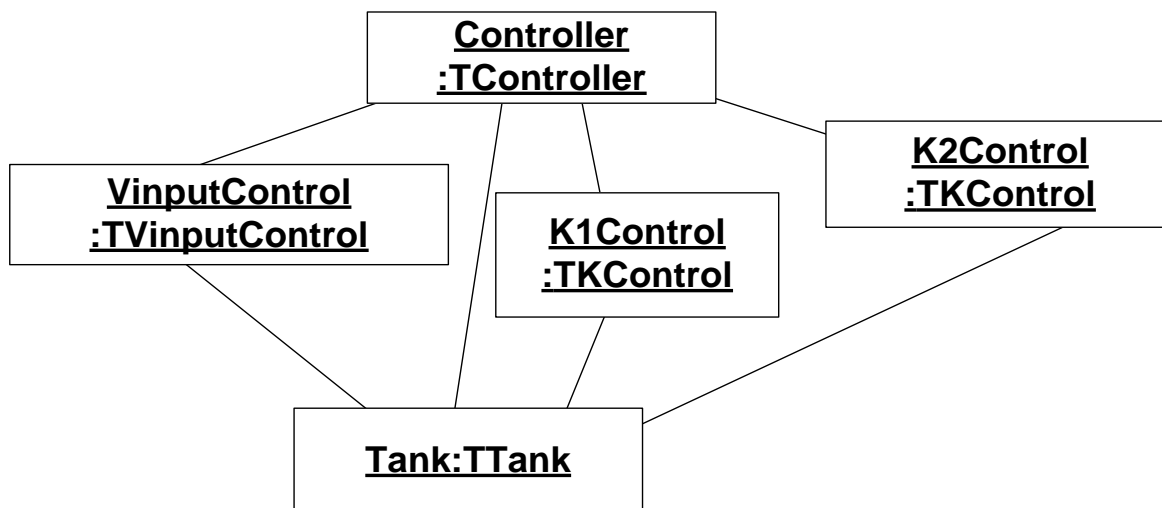 Controller
:TController
VinputControl
:TVinputControl
K1Control
:TKControl
K2Control
:TKControl
Tank:TTank